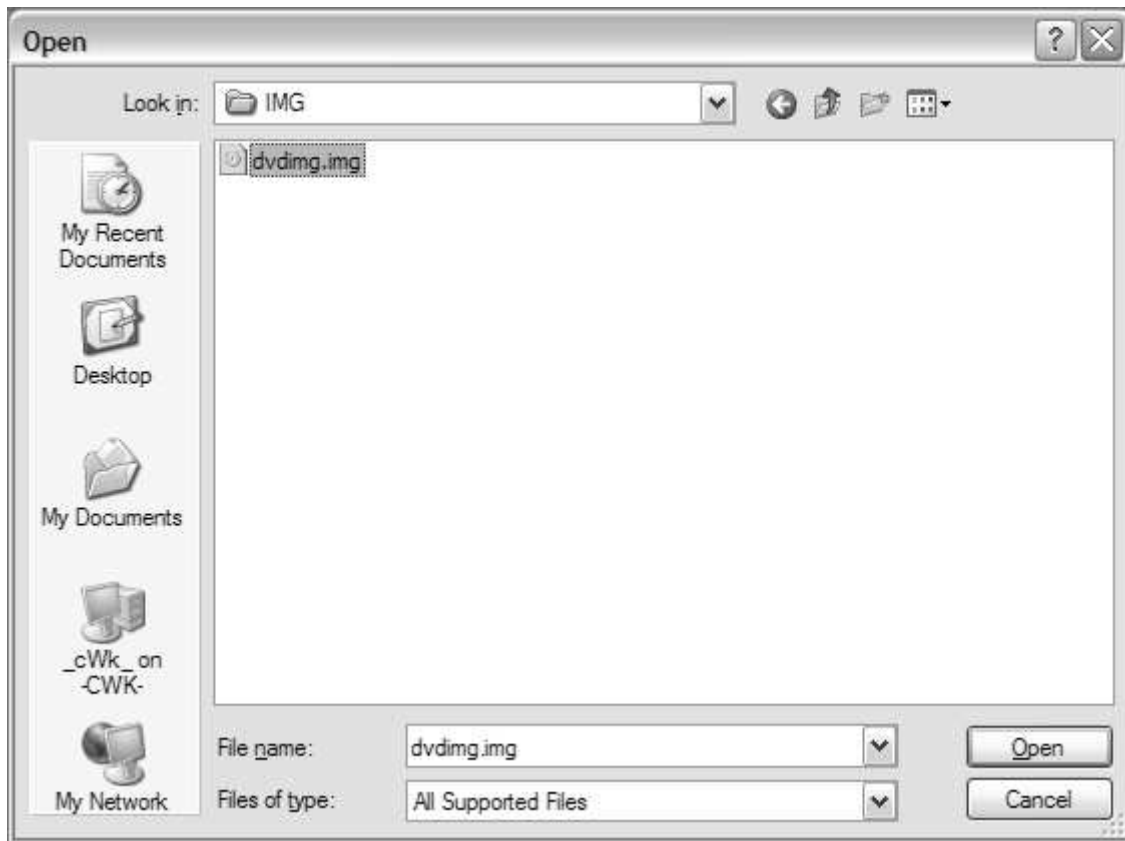 Open
Look in: IMG
dvdimg.img
My Recent
Documents
Desktop
My Documents
_cWk_ on
-CWK-
My Network
File name: dvdimg.img Open
Files of type: All Supported Files Cancel